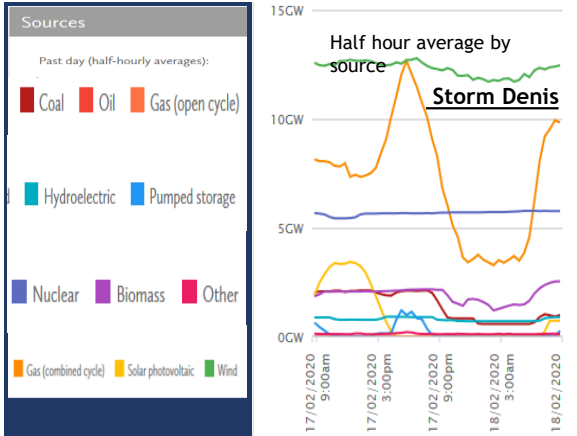 Sources
Past day (half-hourly averages):
Coal Oil Gas (open cycle)
Hydroelectric Pumped storage
Nuclear Biomass Other
Gas (combined cycle) Solar photovoltaic Wind
15GW
Half hour average by
source
Storm Denis
10GW
5GW
0GW
17/02/2020
9:00am
17/02/2020
3:00pm
17/02/2020
9:00pm
18/02/2020
3:00am
18/02/2020